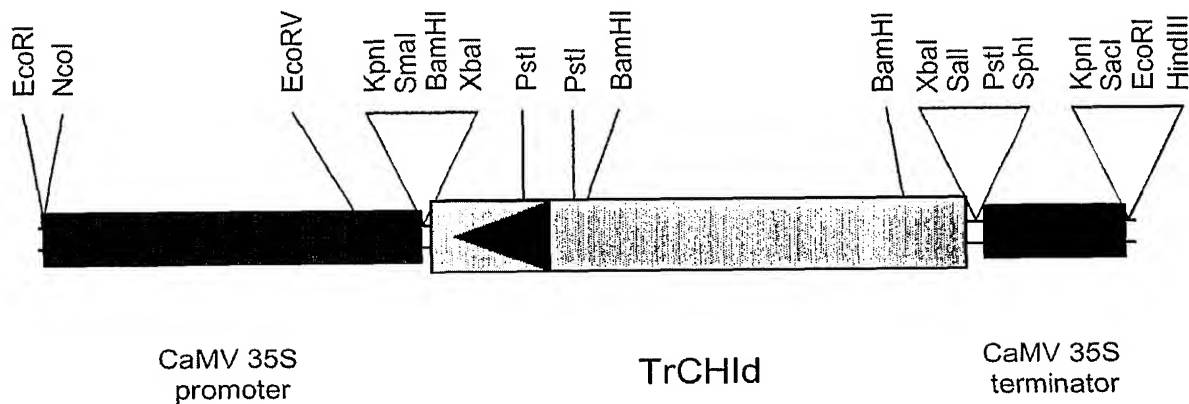 EcoRI
NcoI
EcoRV
KpnI
SmaI
BamHI
XbaI
PstI
PstI
BamHI
BamHI
XbaI
SalI
PstI
SphI
KpnI
SacI
EcoRI
HindIII
CaMV 35S
promoter
TrCHId
CaMV 35S
terminator